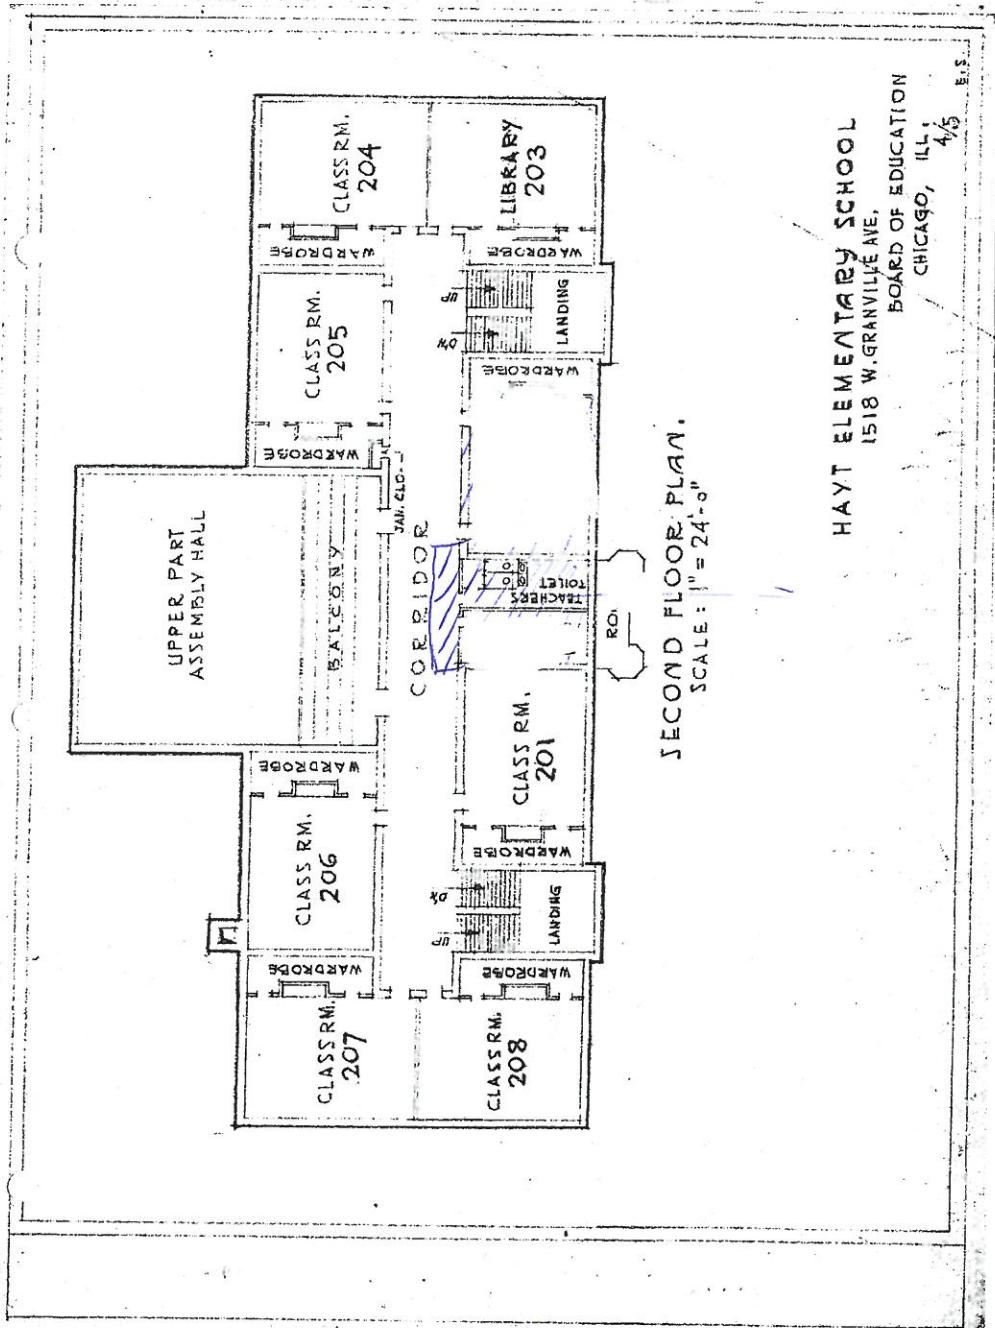 UPPER PART
ASSEMBLY HALL
BALCONY
CLASS RM.
204
LIBRARY
203
WARDROBE
WARDROBE
CLASS RM.
205
UP
DN
LANDING
WARDROBE
WARDROBE
JAN. CLO.
CORRIDOR
TEACHERS
TOILET
RO.
CLASS RM.
201
WARDROBE
WARDROBE
CLASS RM.
206
DN
UP
LANDING
WARDROBE
WARDROBE
CLASS RM.
207
CLASS RM.
208
SECOND FLOOR PLAN.
SCALE: 1" = 24'-0"
HAYT ELEMENTARY SCHOOL
1518 W. GRANVILLE AVE.
BOARD OF EDUCATION
CHICAGO, ILL.
4/5
E.S.